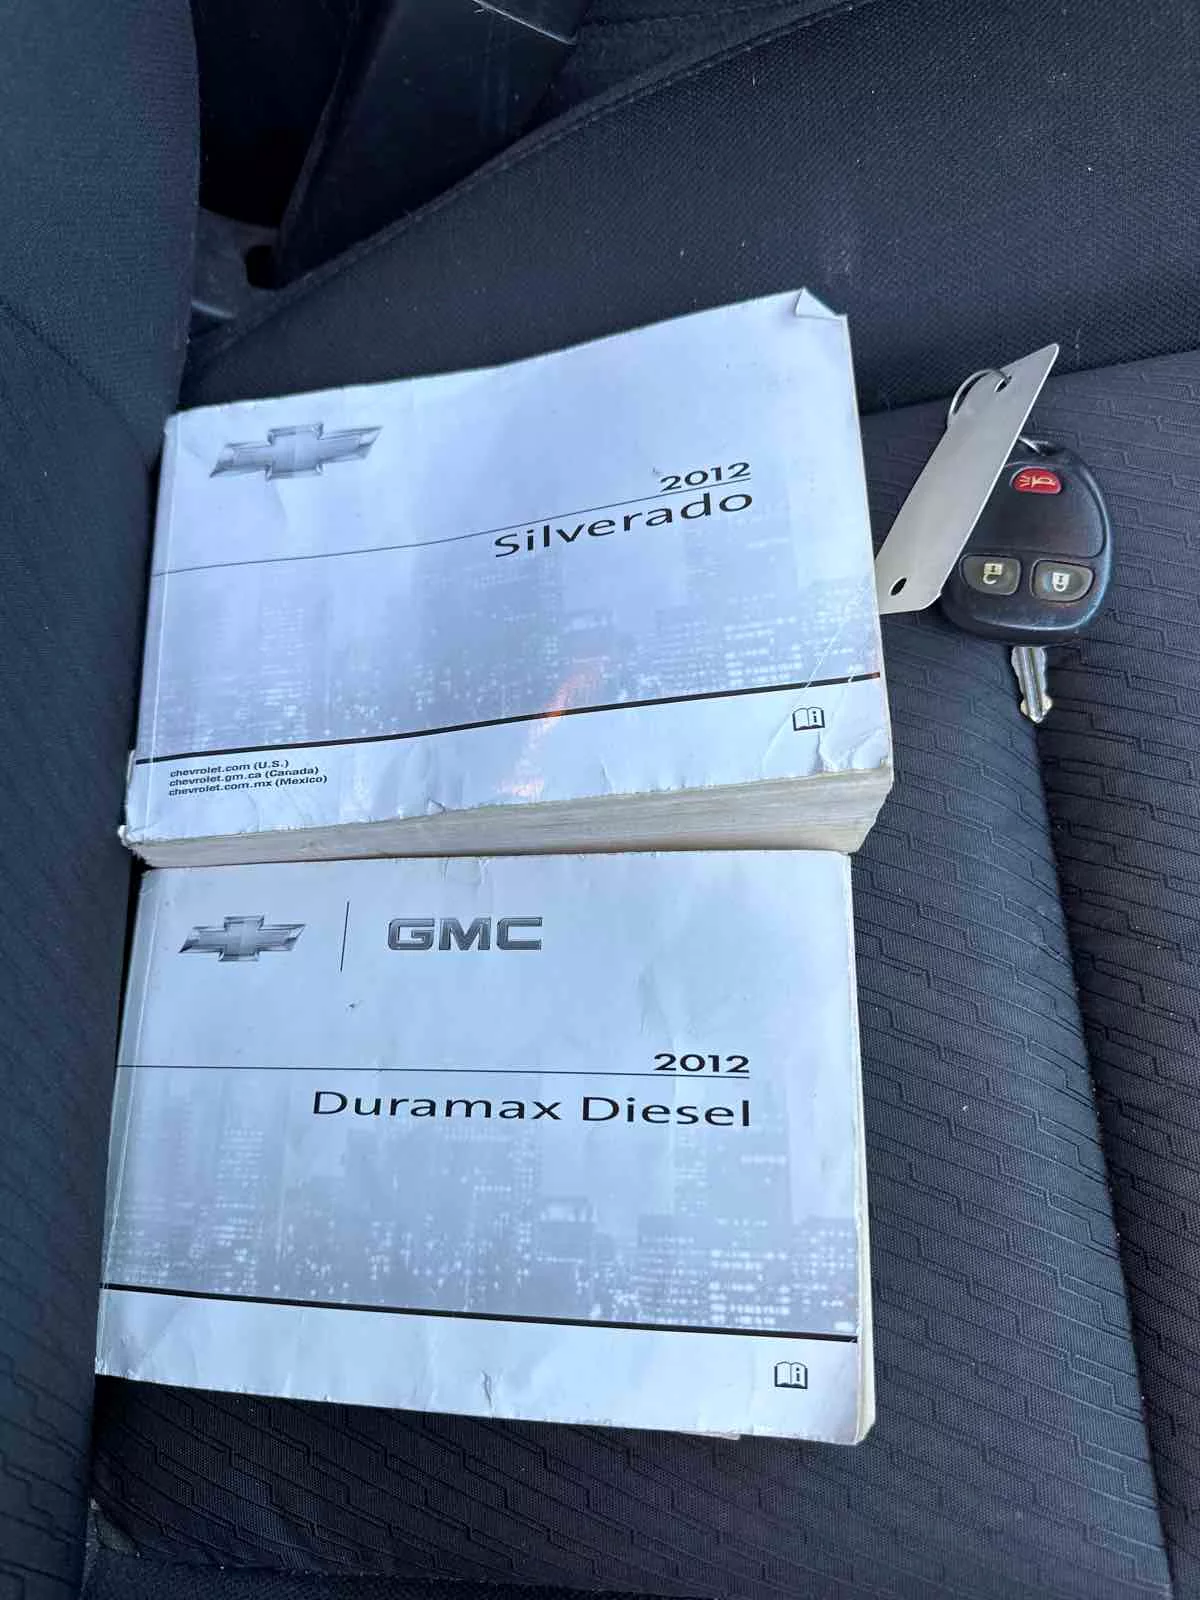 2012
Silverado
chevrolet.com (U.S.)
chevrolet.gm.ca (Canada)
chevrolet.com.mx (Mexico)
GMC
2012
Duramax Diesel